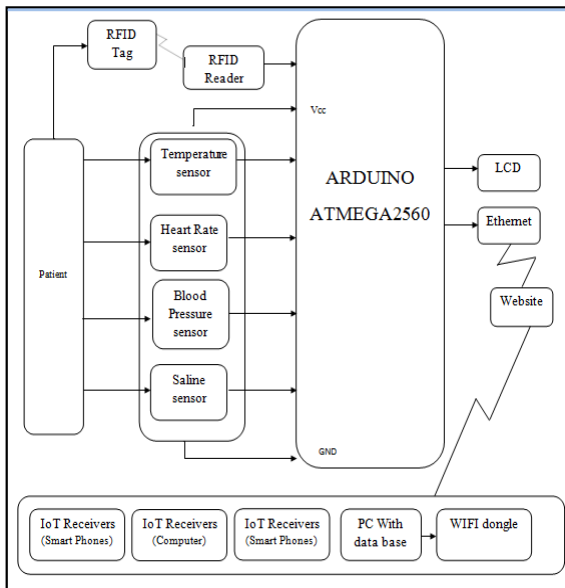 RFID
Tag
RFID
Reader
Vcc
Temperature
sensor
ARDUINO
ATMEGA2560
LCD
Ethernet
Heart Rate
sensor
Patient
Blood
Pressure
sensor
Website
Saline
sensor
GND
IoT Receivers
(Smart Phones)
IoT Receivers
(Computer)
IoT Receivers
(Smart Phones)
PC With
data base
WIFI dongle